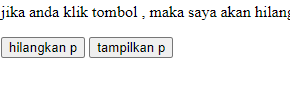 jika anda klik tombol , maka saya akan hilang
hilangkan p tampilkan p